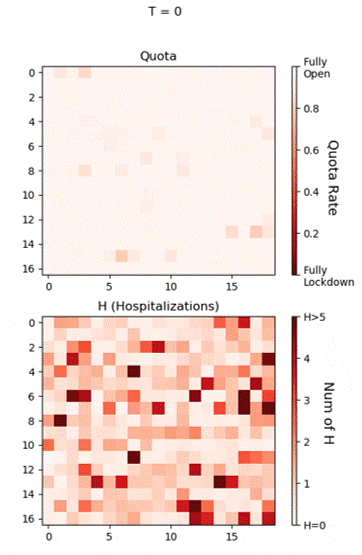 T = 0
Quota
Fully
Open
0
2
4
6
8
10
12
14
16
0.8
0.6
0.4
0.2
Quota Rate
Fully
Lockdown
0 5 10 15
H (Hospitalizations)
H>5
0
2
4
6
8
10
12
14
16
4
3
2
1
Num of H
H=0
0 5 10 15